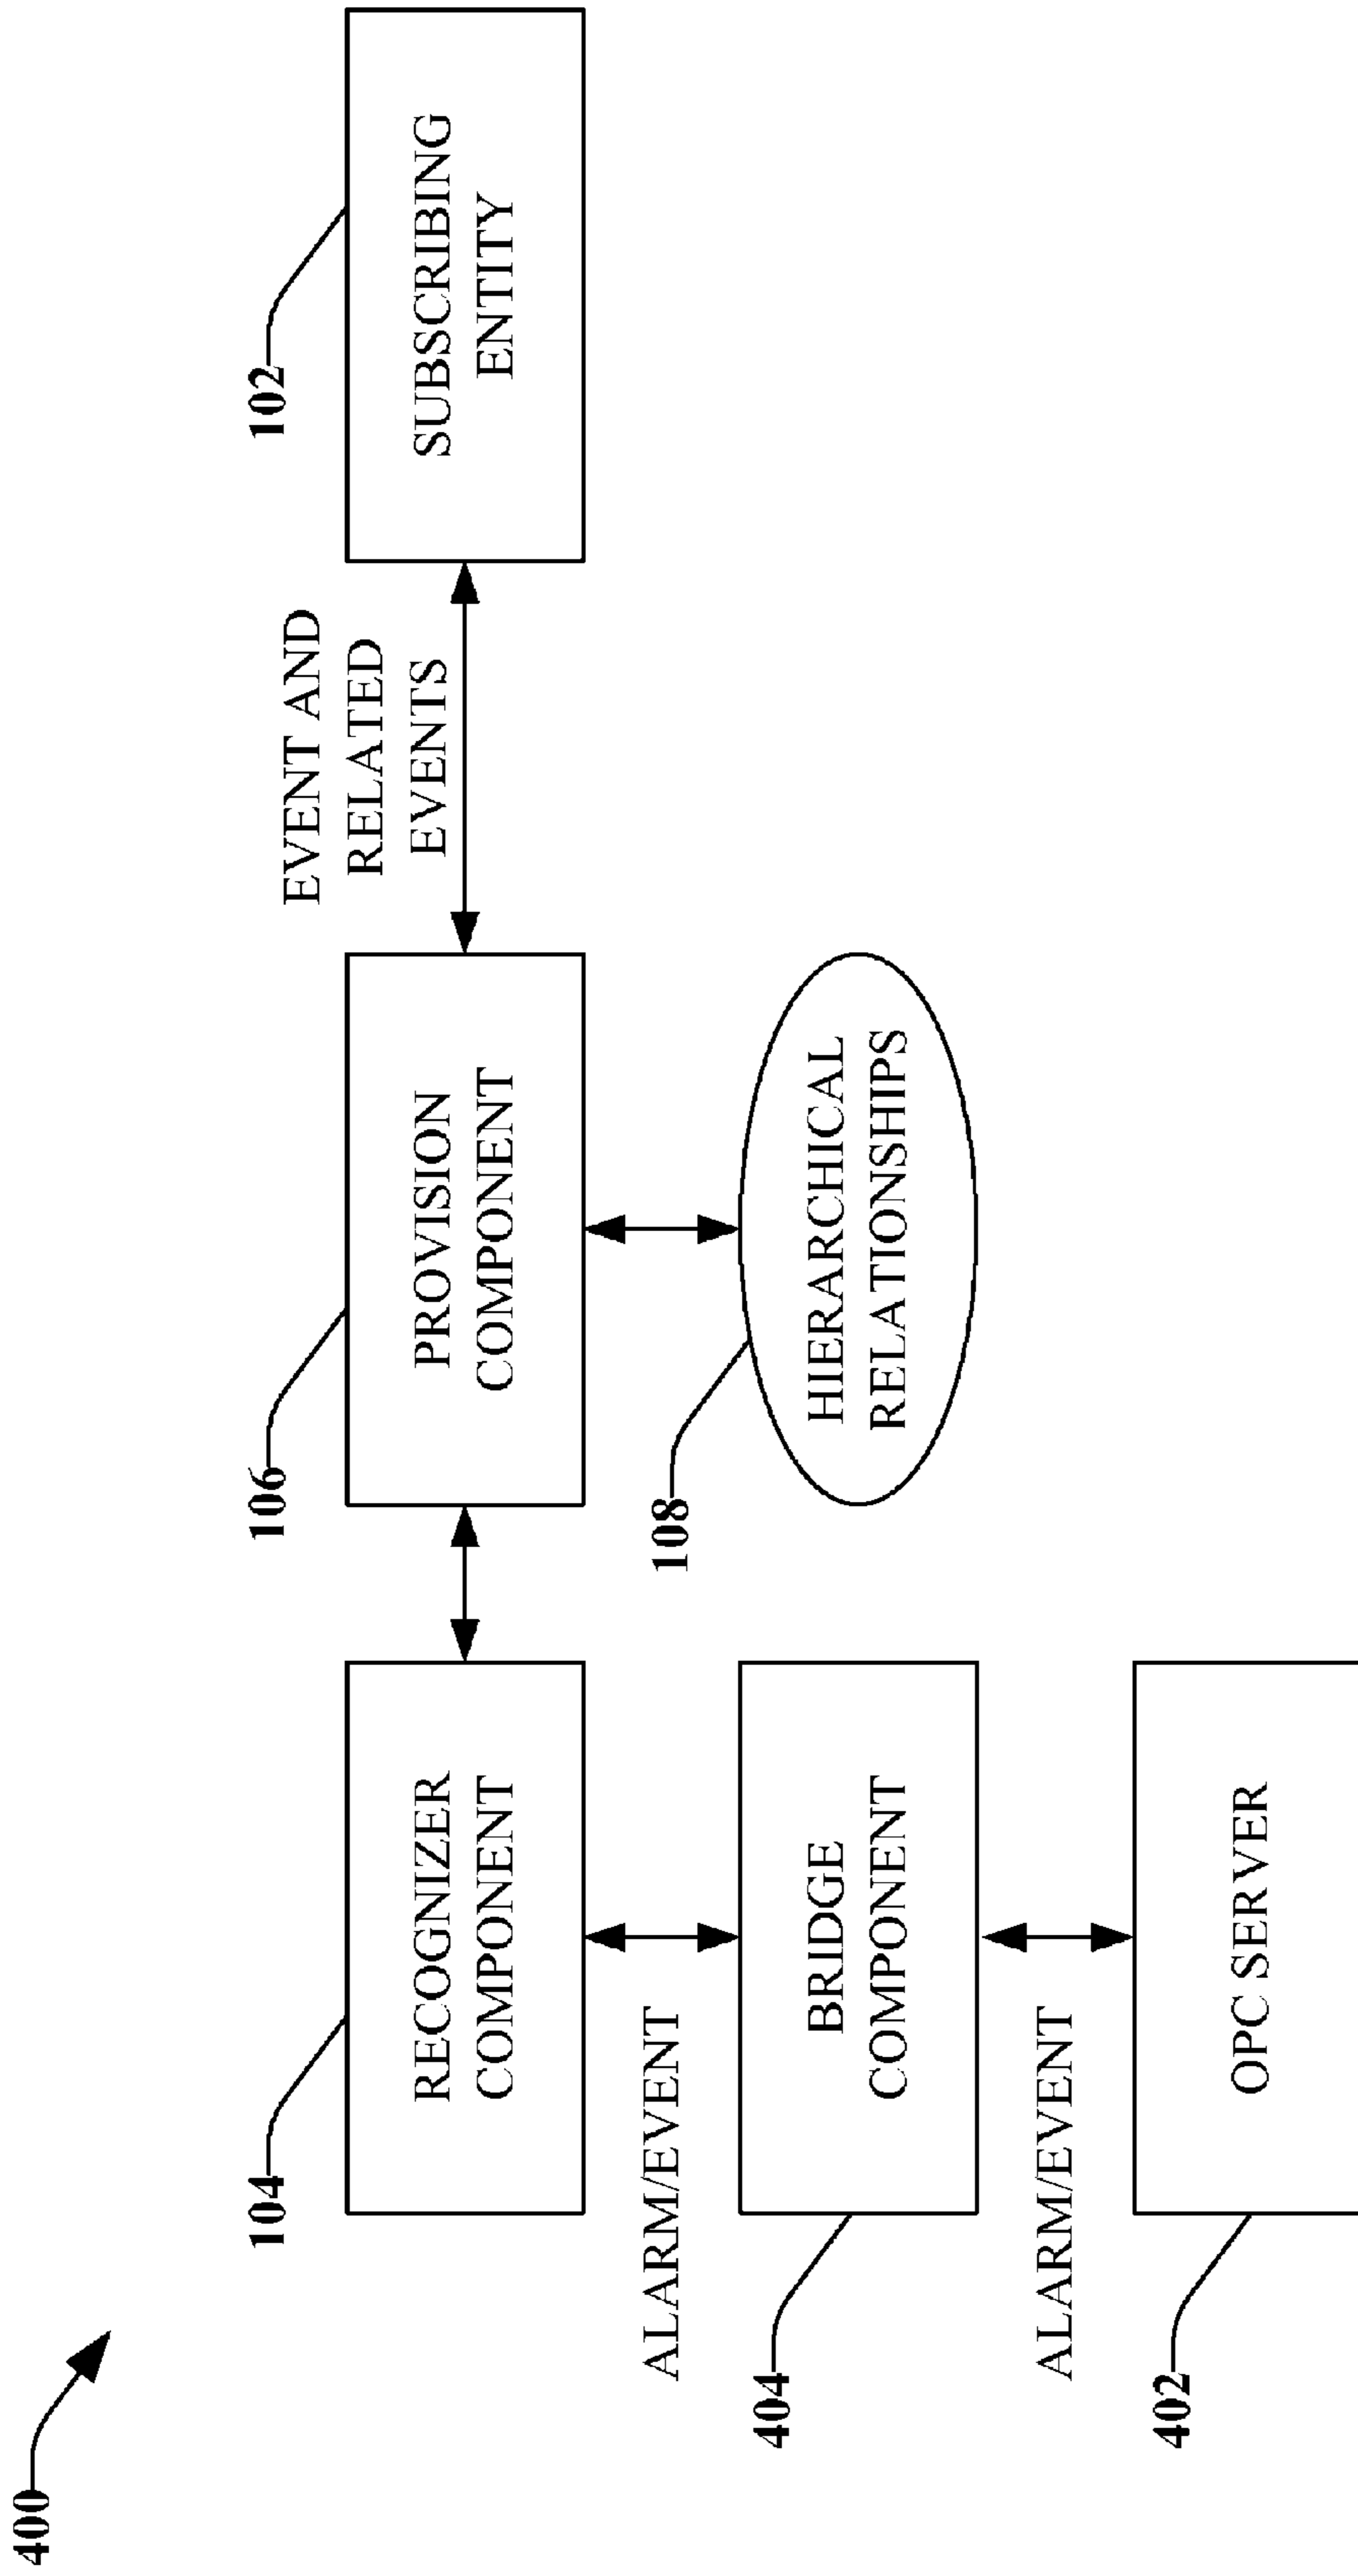 400
104
106
102
RECOGNIZER
COMPONENT
PROVISION
COMPONENT
EVENT AND
RELATED
EVENTS
SUBSCRIBING
ENTITY
ALARM/EVENT
108
404
BRIDGE
COMPONENT
HIERARCHICAL
RELATIONSHIPS
ALARM/EVENT
402
OPC SERVER